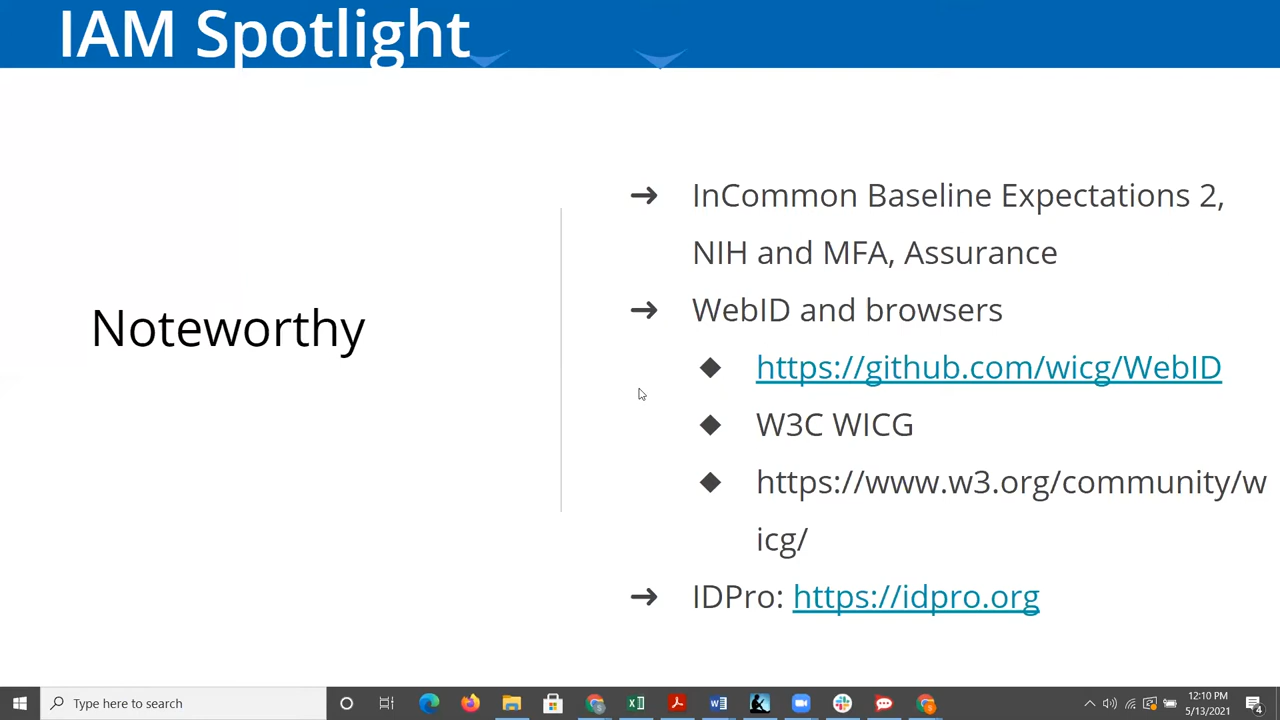 IAM Spotlight
Noteworthy
➔ InCommon Baseline Expectations 2,
NIH and MFA, Assurance
➔ WebID and browsers
◆ https://github.com/wicg/WebID
◆ W3C WICG
◆ https://www.w3.org/community/w
icg/
➔ IDPro: https://idpro.org
Type here to search
12:10 PM
5/13/2021
4